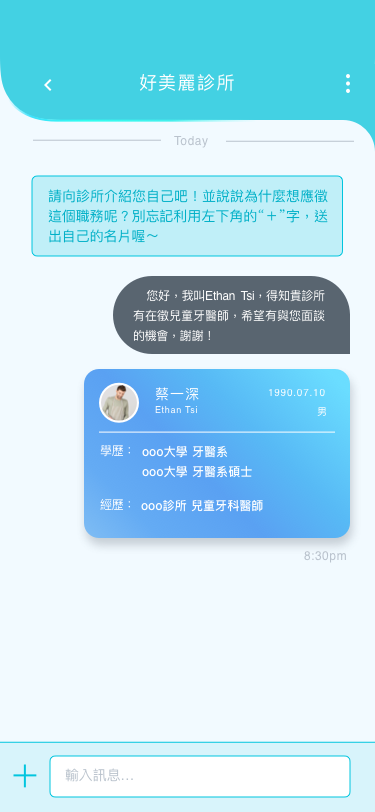 好美麗診所
Today
請向診所介紹您自己吧！並說說為什麼想應徵
這個職務呢？別忘記利用左下角的“＋”字，送
出自己的名片喔～
您好，我叫Ethan Tsi，得知貴診所
有在徵兒童牙醫師，希望有與您面談
的機會，謝謝！
蔡一深
1990.07.10
Ethan Tsi
男
學歷： ooo大學 牙醫系
ooo大學 牙醫系碩士
經歷： ooo診所 兒童牙科醫師
8:30pm
輸入訊息...